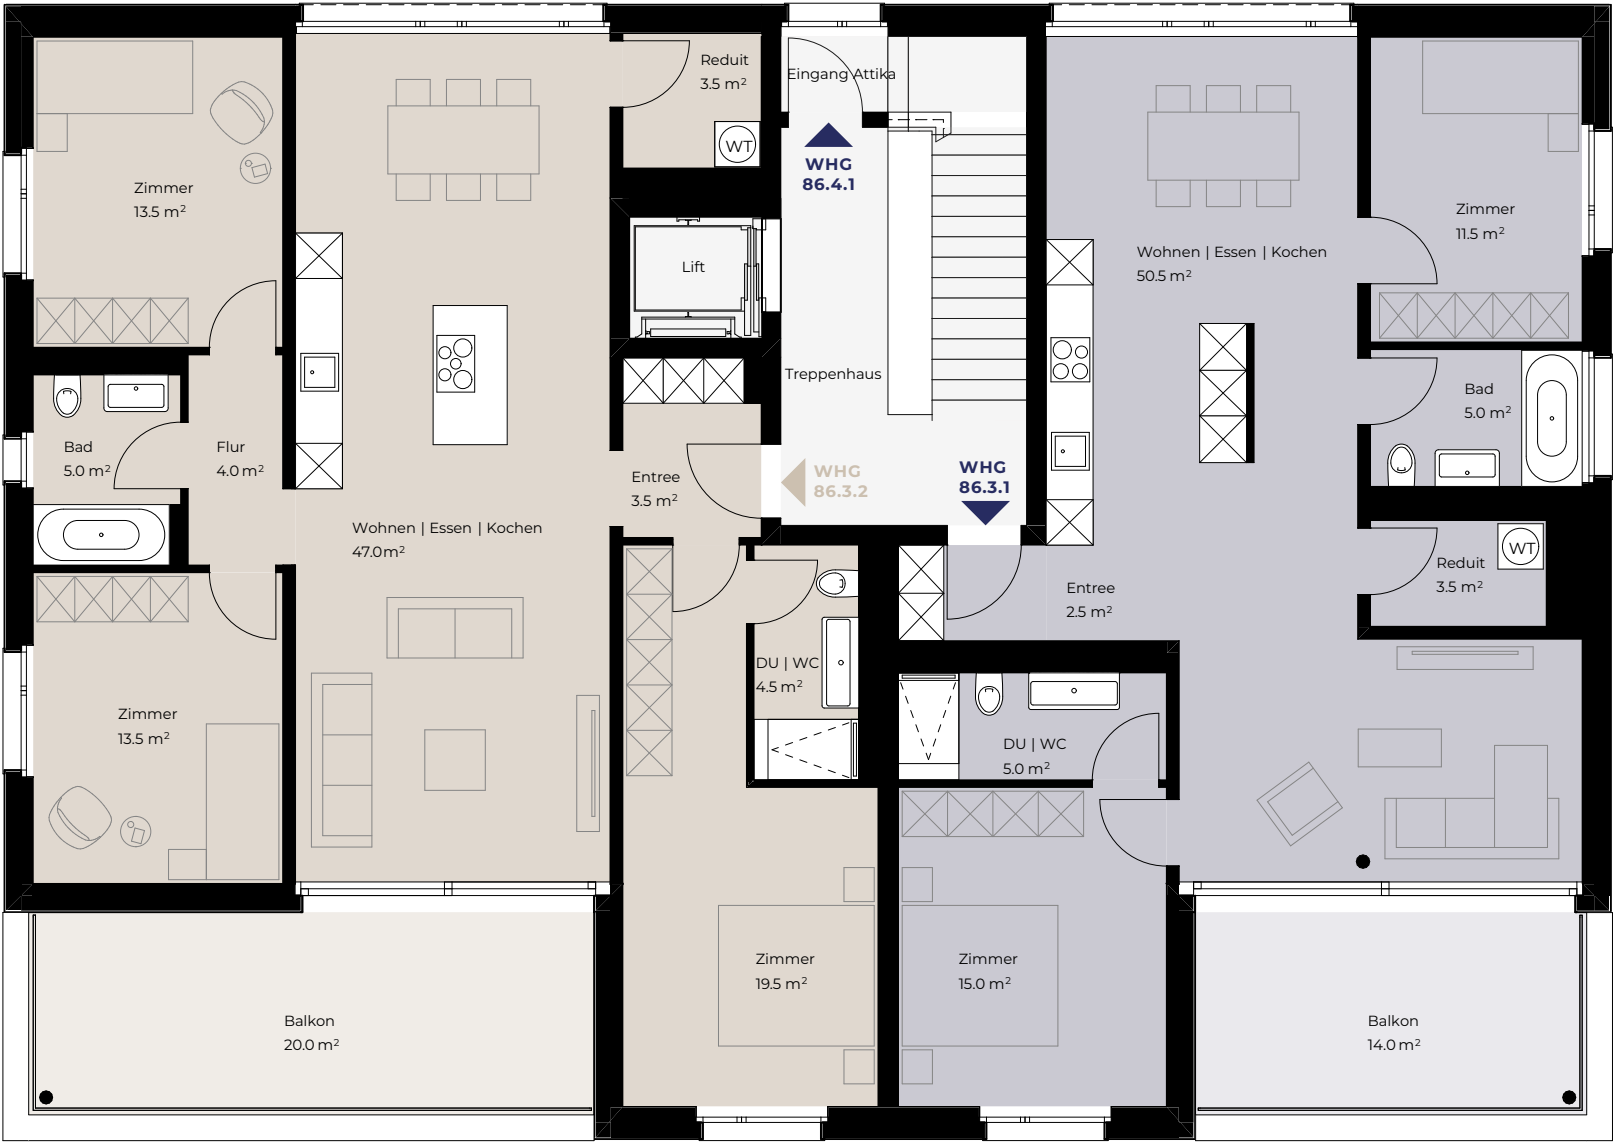 Reduit
3.5 m²
WT
Eingang Attika
WHG
86.4.1
Zimmer
13.5 m²
Zimmer
11.5 m²
Wohnen | Essen | Kochen
50.5 m²
Lift
Treppenhaus
Bad
5.0 m²
Bad
5.0 m²
Flur
4.0 m²
Entree
3.5 m²
WHG
86.3.2
WHG
86.3.1
Wohnen | Essen | Kochen
47.0 m²
Entree
2.5 m²
Reduit
3.5 m²
WT
DU | WC
4.5 m²
Zimmer
13.5 m²
DU | WC
5.0 m²
Zimmer
19.5 m²
Zimmer
15.0 m²
Balkon
20.0 m²
Balkon
14.0 m²